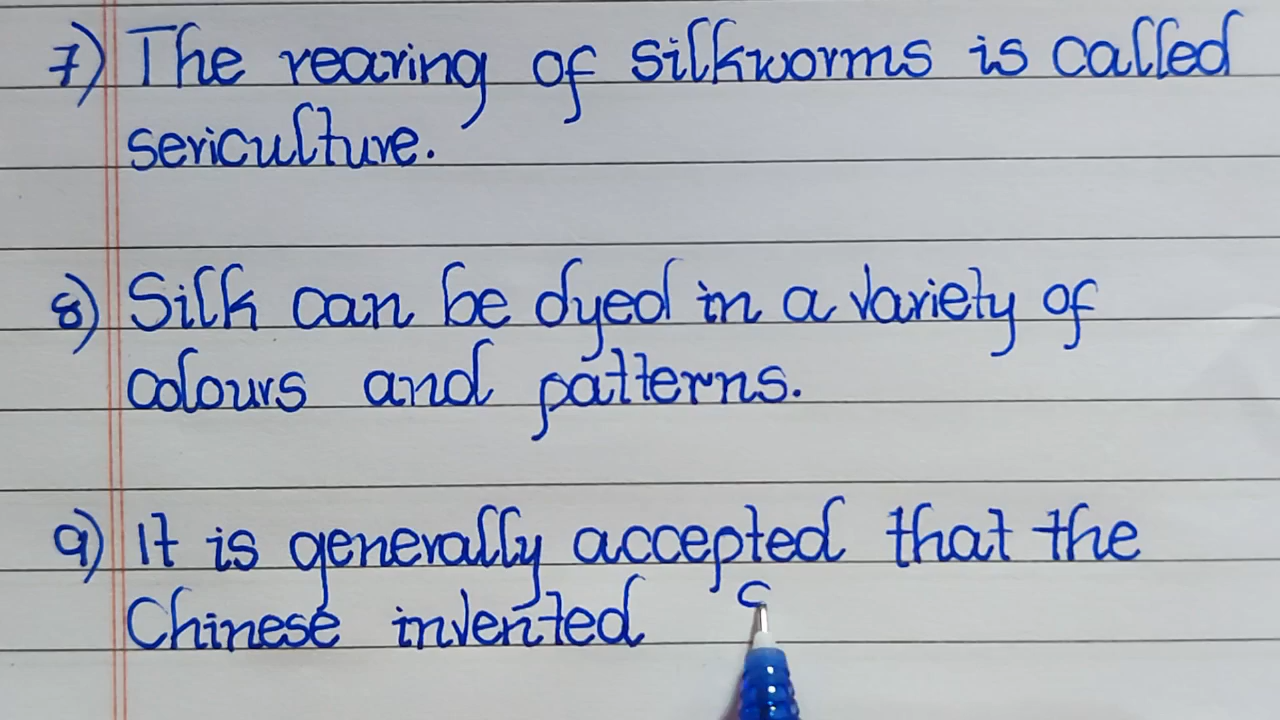 7) The rearing of silkworms is called
sericulture.
8) Silk can be dyed in a variety of
colours and patterns.
9) It is generally accepted that the
Chinese invented